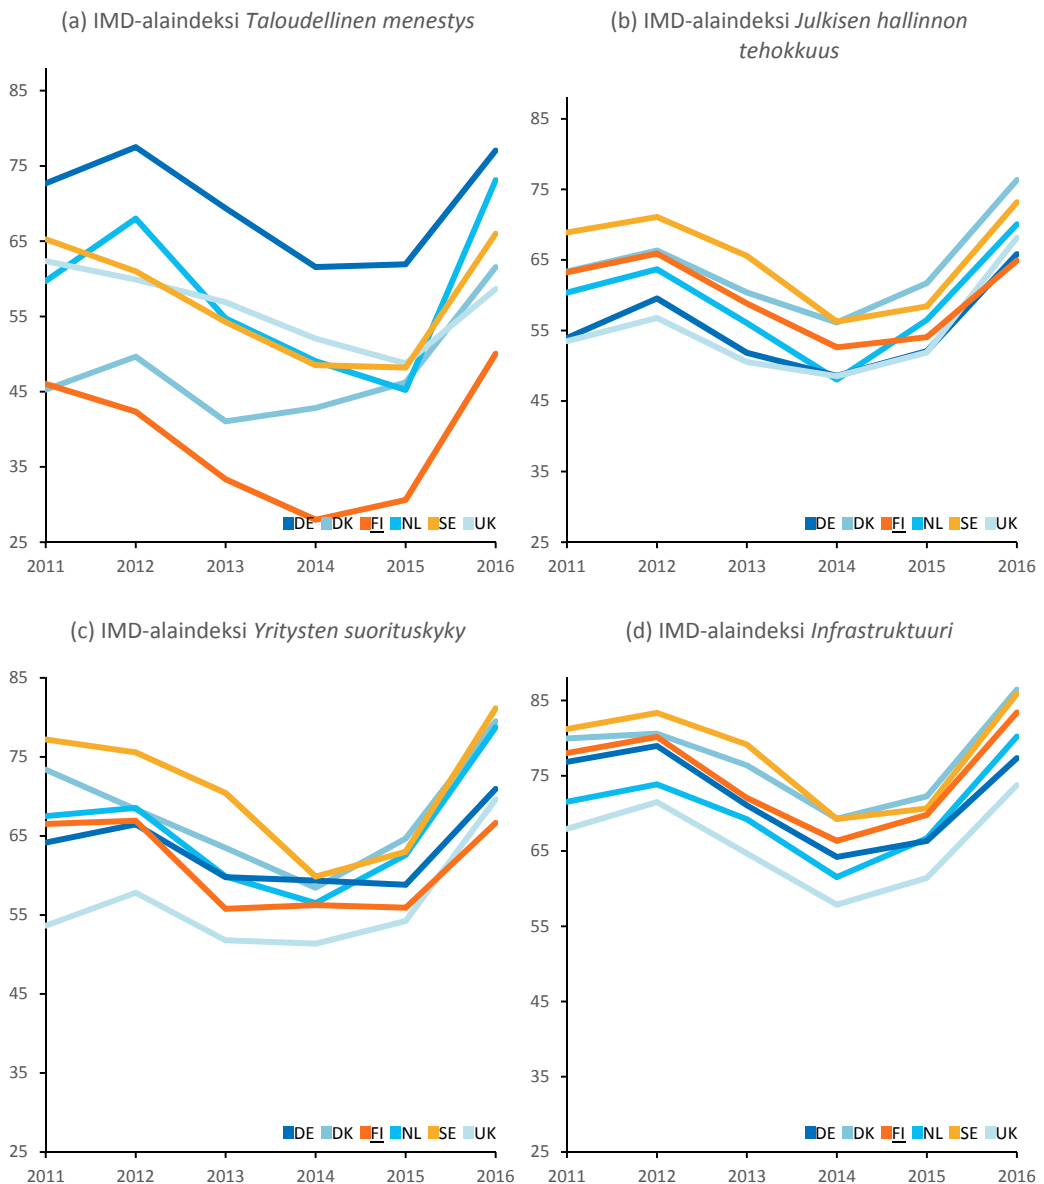 (a) IMD-alaindeksi Taloudellinen menestys
85
75
65
55
45
35
25
2011 2012 2013 2014 2015 2016
DE DK FI NL SE UK
(b) IMD-alaindeksi Julkisen hallinnon
tehokkuus
85
75
65
55
45
35
25
2011 2012 2013 2014 2015 2016
DE DK FI NL SE UK
(c) IMD-alaindeksi Yritysten suorituskyky
85
75
65
55
45
35
25
2011 2012 2013 2014 2015 2016
DE DK FI NL SE UK
(d) IMD-alaindeksi Infrastruktuuri
85
75
65
55
45
35
25
2011 2012 2013 2014 2015 2016
DE DK FI NL SE UK